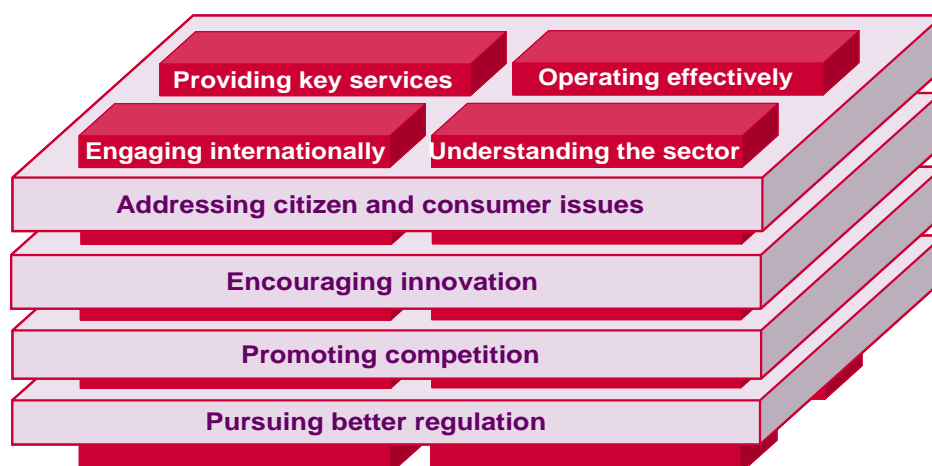 Providing key services
Operating effectively
Engaging internationally
Understanding the sector
Addressing citizen and consumer issues
Encouraging innovation
Promoting competition
Pursuing better regulation